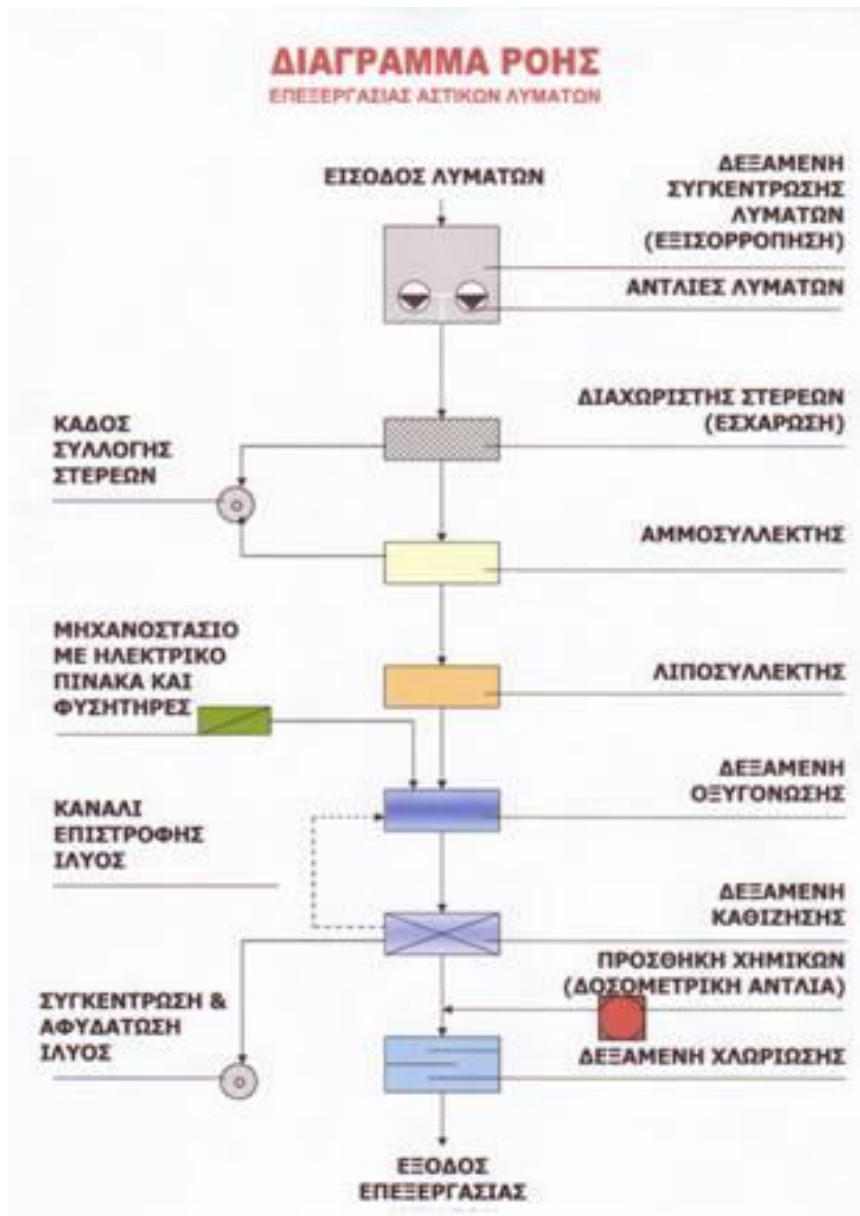 ΔΙΑΓΡΑΜΜΑ ΡΟΗΣ
ΕΠΕΞΕΡΓΑΣΙΑΣ ΑΣΤΙΚΩΝ ΛΥΜΑΤΩΝ
ΕΙΣΟΔΟΣ ΛΥΜΑΤΩΝ
ΔΕΞΑΜΕΝΗ
ΣΥΓΚΕΝΤΡΩΣΗΣ
ΛΥΜΑΤΩΝ
(ΕΞΙΣΟΡΡΟΠΗΣΗ)
ΑΝΤΛΙΕΣ ΛΥΜΑΤΩΝ
ΔΙΑΧΩΡΙΣΤΗΣ ΣΤΕΡΕΩΝ
(ΕΣΧΑΡΩΣΗ)
ΚΑΔΟΣ
ΣΥΛΛΟΓΗΣ
ΣΤΕΡΕΩΝ
ΑΜΜΟΣΥΛΛΕΚΤΗΣ
ΜΗΧΑΝΟΣΤΑΣΙΟ
ΜΕ ΗΛΕΚΤΡΙΚΟ
ΠΙΝΑΚΑ ΚΑΙ
ΦΥΣΗΤΗΡΕΣ
ΛΙΠΟΣΥΛΛΕΚΤΗΣ
ΔΕΞΑΜΕΝΗ
ΟΞΥΓΟΝΩΣΗΣ
ΚΑΝΑΛΙ
ΕΠΙΣΤΡΟΦΗΣ
ΙΛΥΟΣ
ΔΕΞΑΜΕΝΗ
ΚΑΘΙΖΗΣΗΣ
ΠΡΟΣΘΗΚΗ ΧΗΜΙΚΩΝ
(ΔΟΣΟΜΕΤΡΙΚΗ ΑΝΤΛΙΑ)
ΣΥΓΚΕΝΤΡΩΣΗ &
ΑΦΥΔΑΤΩΣΗ
ΙΛΥΟΣ
ΔΕΞΑΜΕΝΗ ΧΛΩΡΙΩΣΗΣ
ΕΞΟΔΟΣ
ΕΠΕΞΕΡΓΑΣΙΑΣ